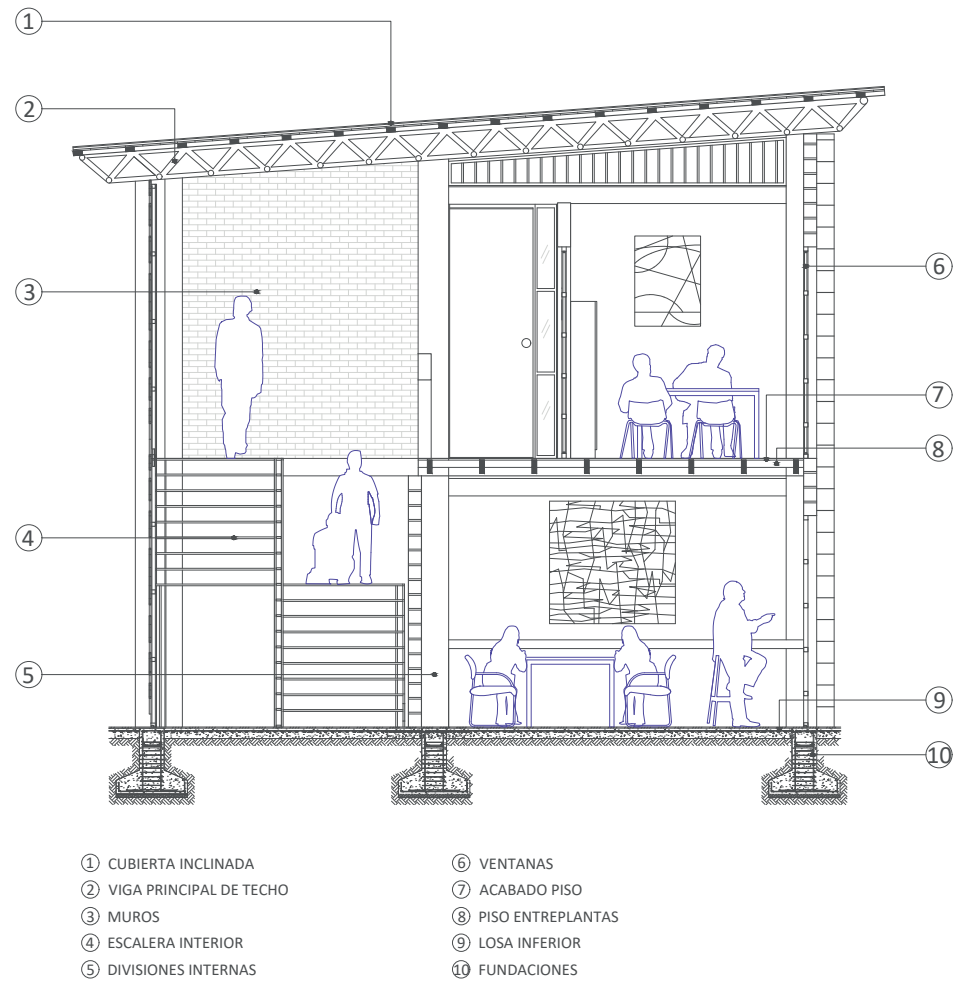 1
2
3
4
5
6
7
8
9
10
1 CUBIERTA INCLINADA
2 VIGA PRINCIPAL DE TECHO
3 MUROS
4 ESCALERA INTERIOR
5 DIVISIONES INTERNAS
6 VENTANAS
7 ACABADO PISO
8 PISO ENTREPLANTAS
9 LOSA INFERIOR
10 FUNDACIONES